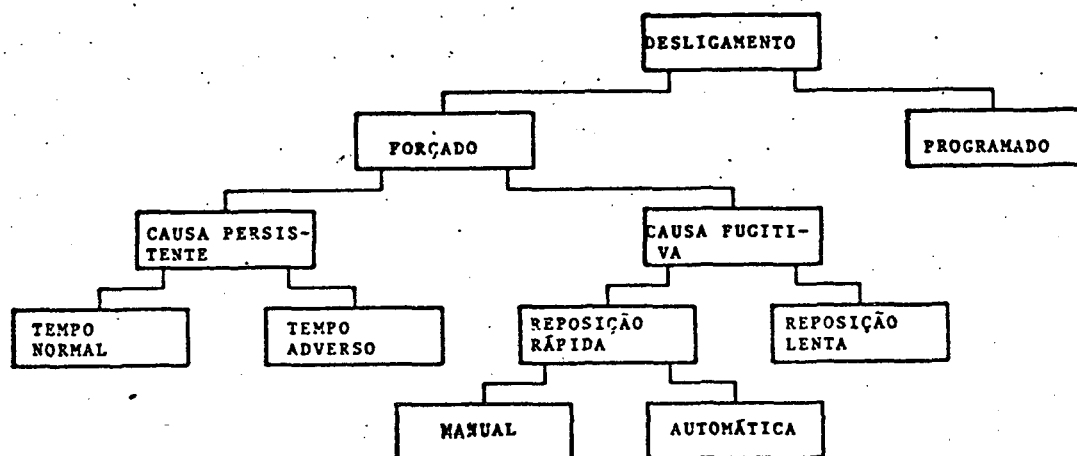 DESLIGAMENTO
FORÇADO
PROGRAMADO
CAUSA PERSIS-
TENTE
CAUSA FUGITI-
VA
TEMPO
NORMAL
TEMPO
ADVERSO
REPOSIÇÃO
RÁPIDA
REPOSIÇÃO
LENTA
MANUAL
AUTOMÁTICA